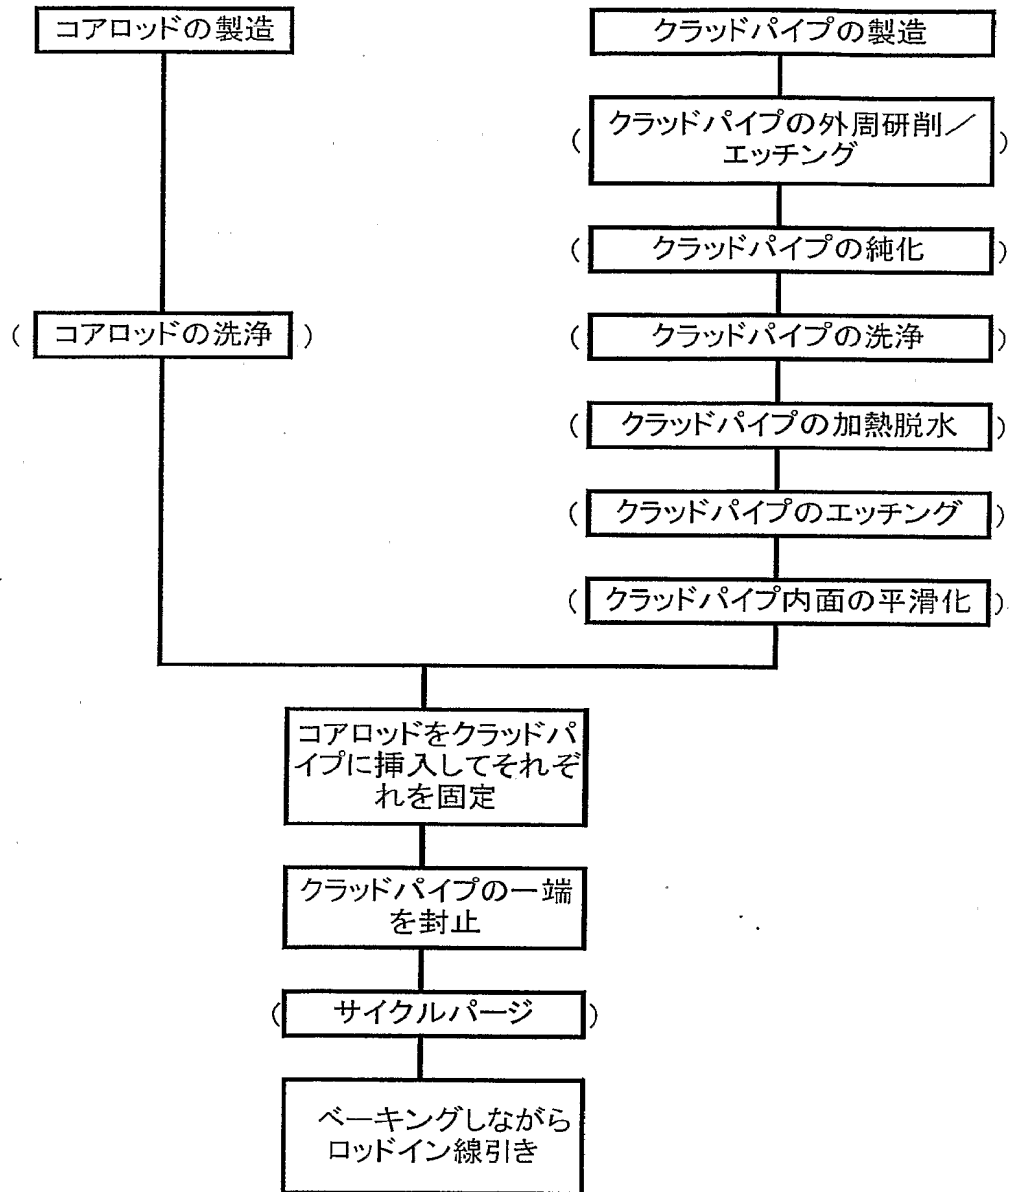 コアロッドの製造
クラッドパイプの製造
(クラッドパイプの外周研削／
エッチング)
(クラッドパイプの純化)
(コアロッドの洗浄)
(クラッドパイプの洗浄)
(クラッドパイプの加熱脱水)
(クラッドパイプのエッチング)
(クラッドパイプ内面の平滑化)
コアロッドをクラッドパ
イプに挿入してそれぞ
れを固定
クラッドパイプの一端
を封止
(サイクルパージ)
ベーキングしながら
ロッドイン線引き